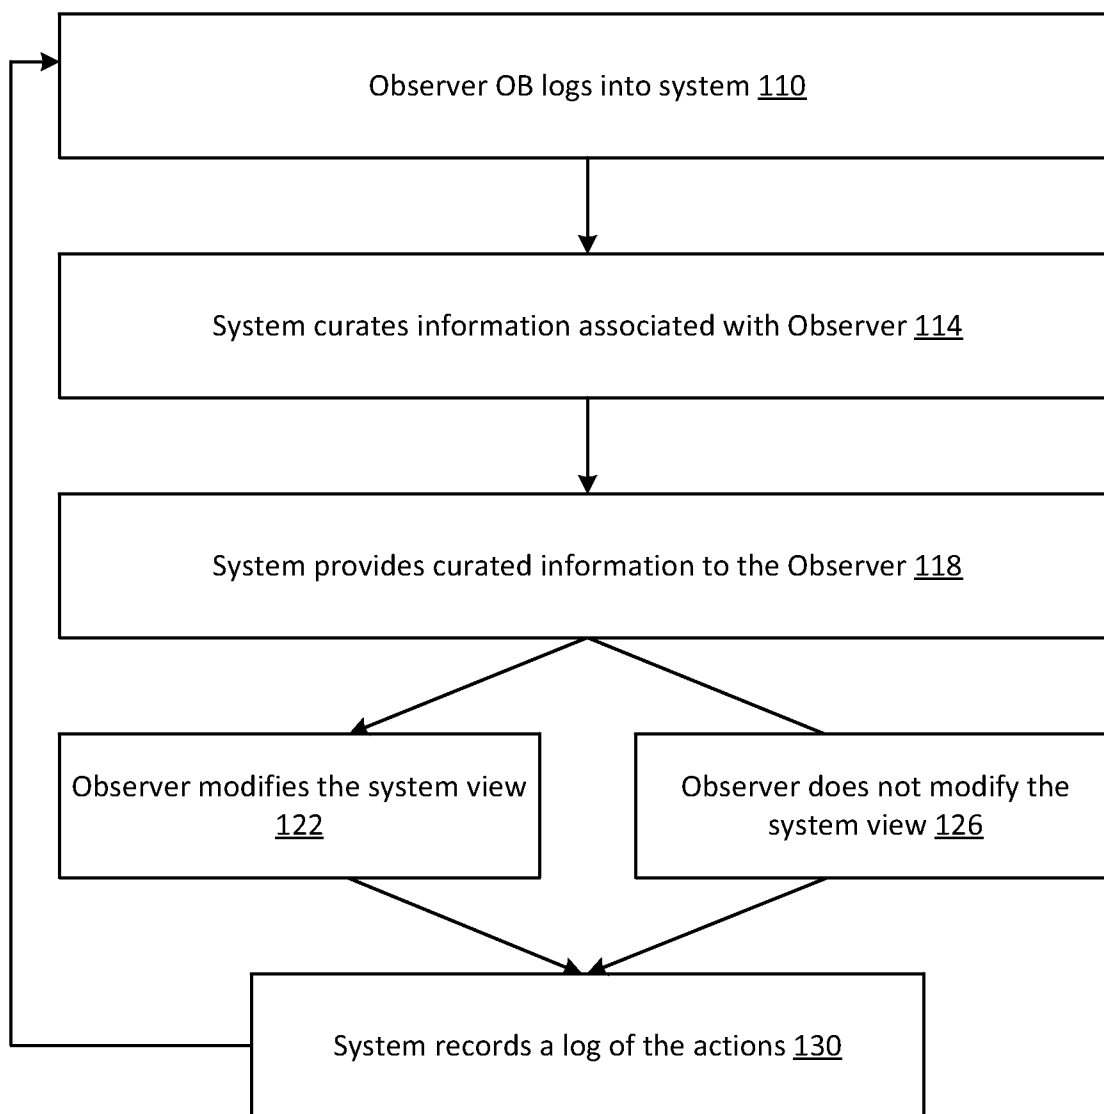 Observer OB logs into system 110
System curates information associated with Observer 114
System provides curated information to the Observer 118
Observer modifies the system view
122
Observer does not modify the
system view 126
System records a log of the actions 130